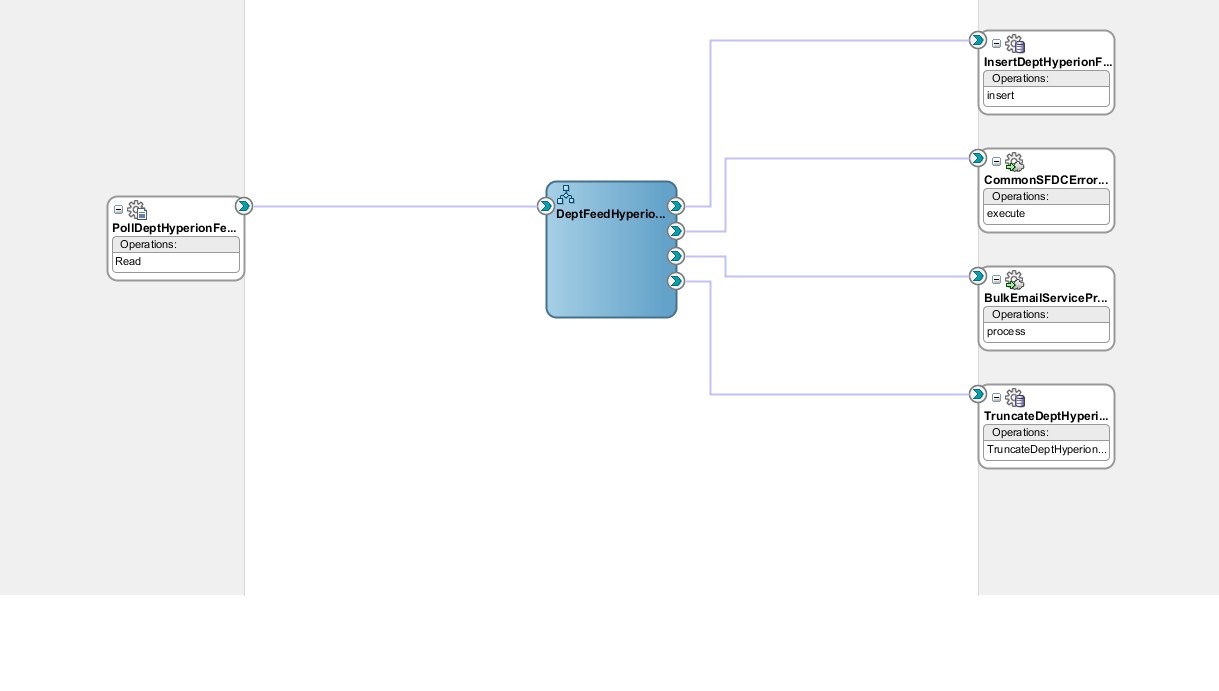 PollDeptHyperionFe...
Operations:
Read
DeptFeedHyperio...
InsertDeptHyperionF...
Operations:
insert
CommonSFDCError...
Operations:
execute
BulkEmailServicePr...
Operations:
process
TruncateDeptHyperi...
Operations:
TruncateDeptHyperion...